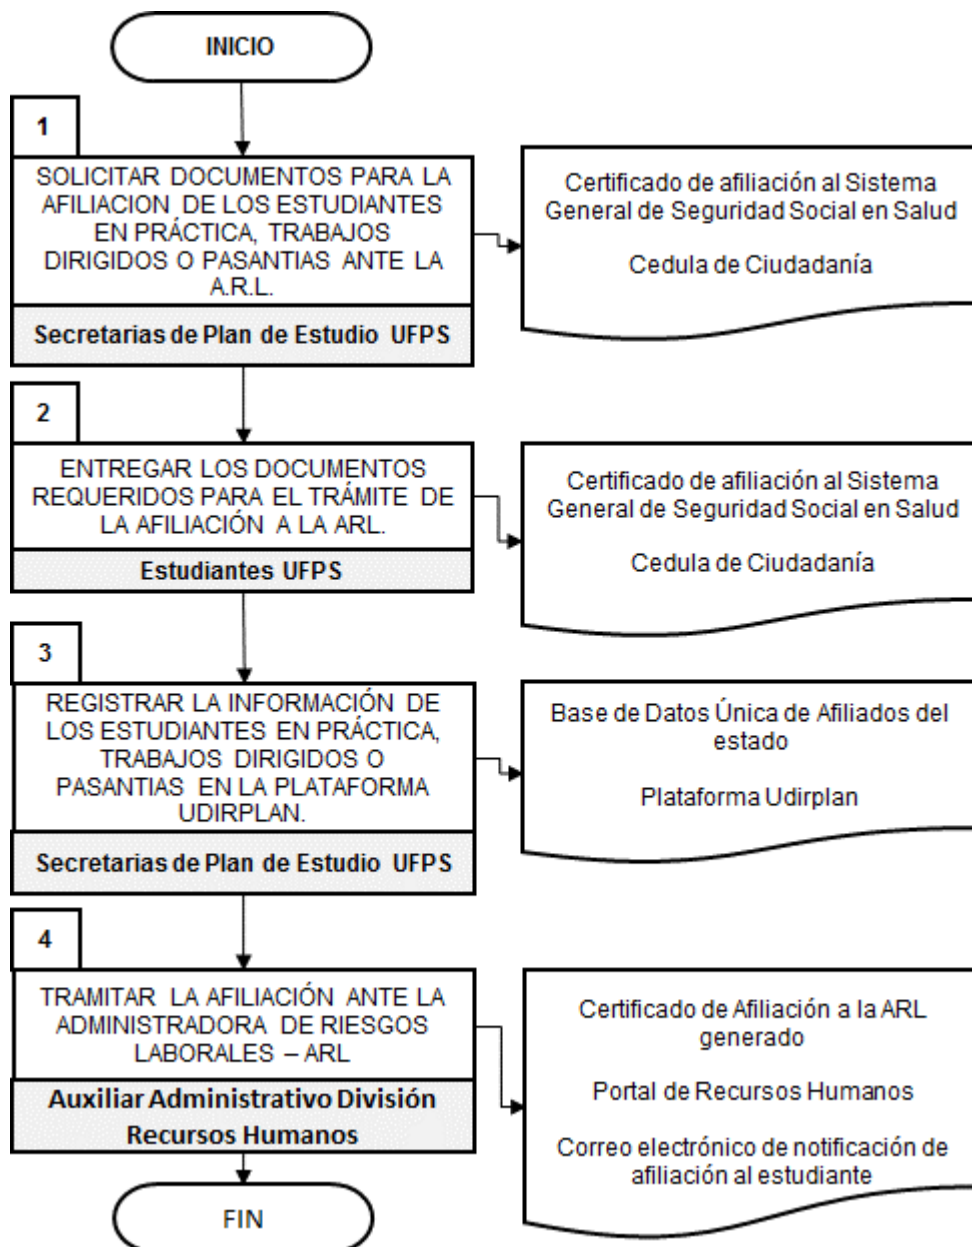 INICIO
1
SOLICITAR DOCUMENTOS PARA LA
AFILIACION DE LOS ESTUDIANTES
EN PRÁCTICA, TRABAJOS
DIRIGIDOS O PASANTIAS ANTE LA
A.R.L.
Secretarias de Plan de Estudio UFPS
Certificado de afiliación al Sistema
General de Seguridad Social en Salud
Cedula de Ciudadanía
2
ENTREGAR LOS DOCUMENTOS
REQUERIDOS PARA EL TRÁMITE DE
LA AFILIACIÓN A LA ARL.
Estudiantes UFPS
Certificado de afiliación al Sistema
General de Seguridad Social en Salud
Cedula de Ciudadanía
3
REGISTRAR LA INFORMACIÓN DE
LOS ESTUDIANTES EN PRÁCTICA,
TRABAJOS DIRIGIDOS O
PASANTIAS EN LA PLATAFORMA
UDIRPLAN.
Secretarias de Plan de Estudio UFPS
Base de Datos Única de Afiliados del
estado
Plataforma Udirplan
4
TRAMITAR LA AFILIACIÓN ANTE LA
ADMINISTRADORA DE RIESGOS
LABORALES – ARL
Auxiliar Administrativo División
Recursos Humanos
Certificado de Afiliación a la ARL
generado
Portal de Recursos Humanos
Correo electrónico de notificación de
afiliación al estudiante
FIN